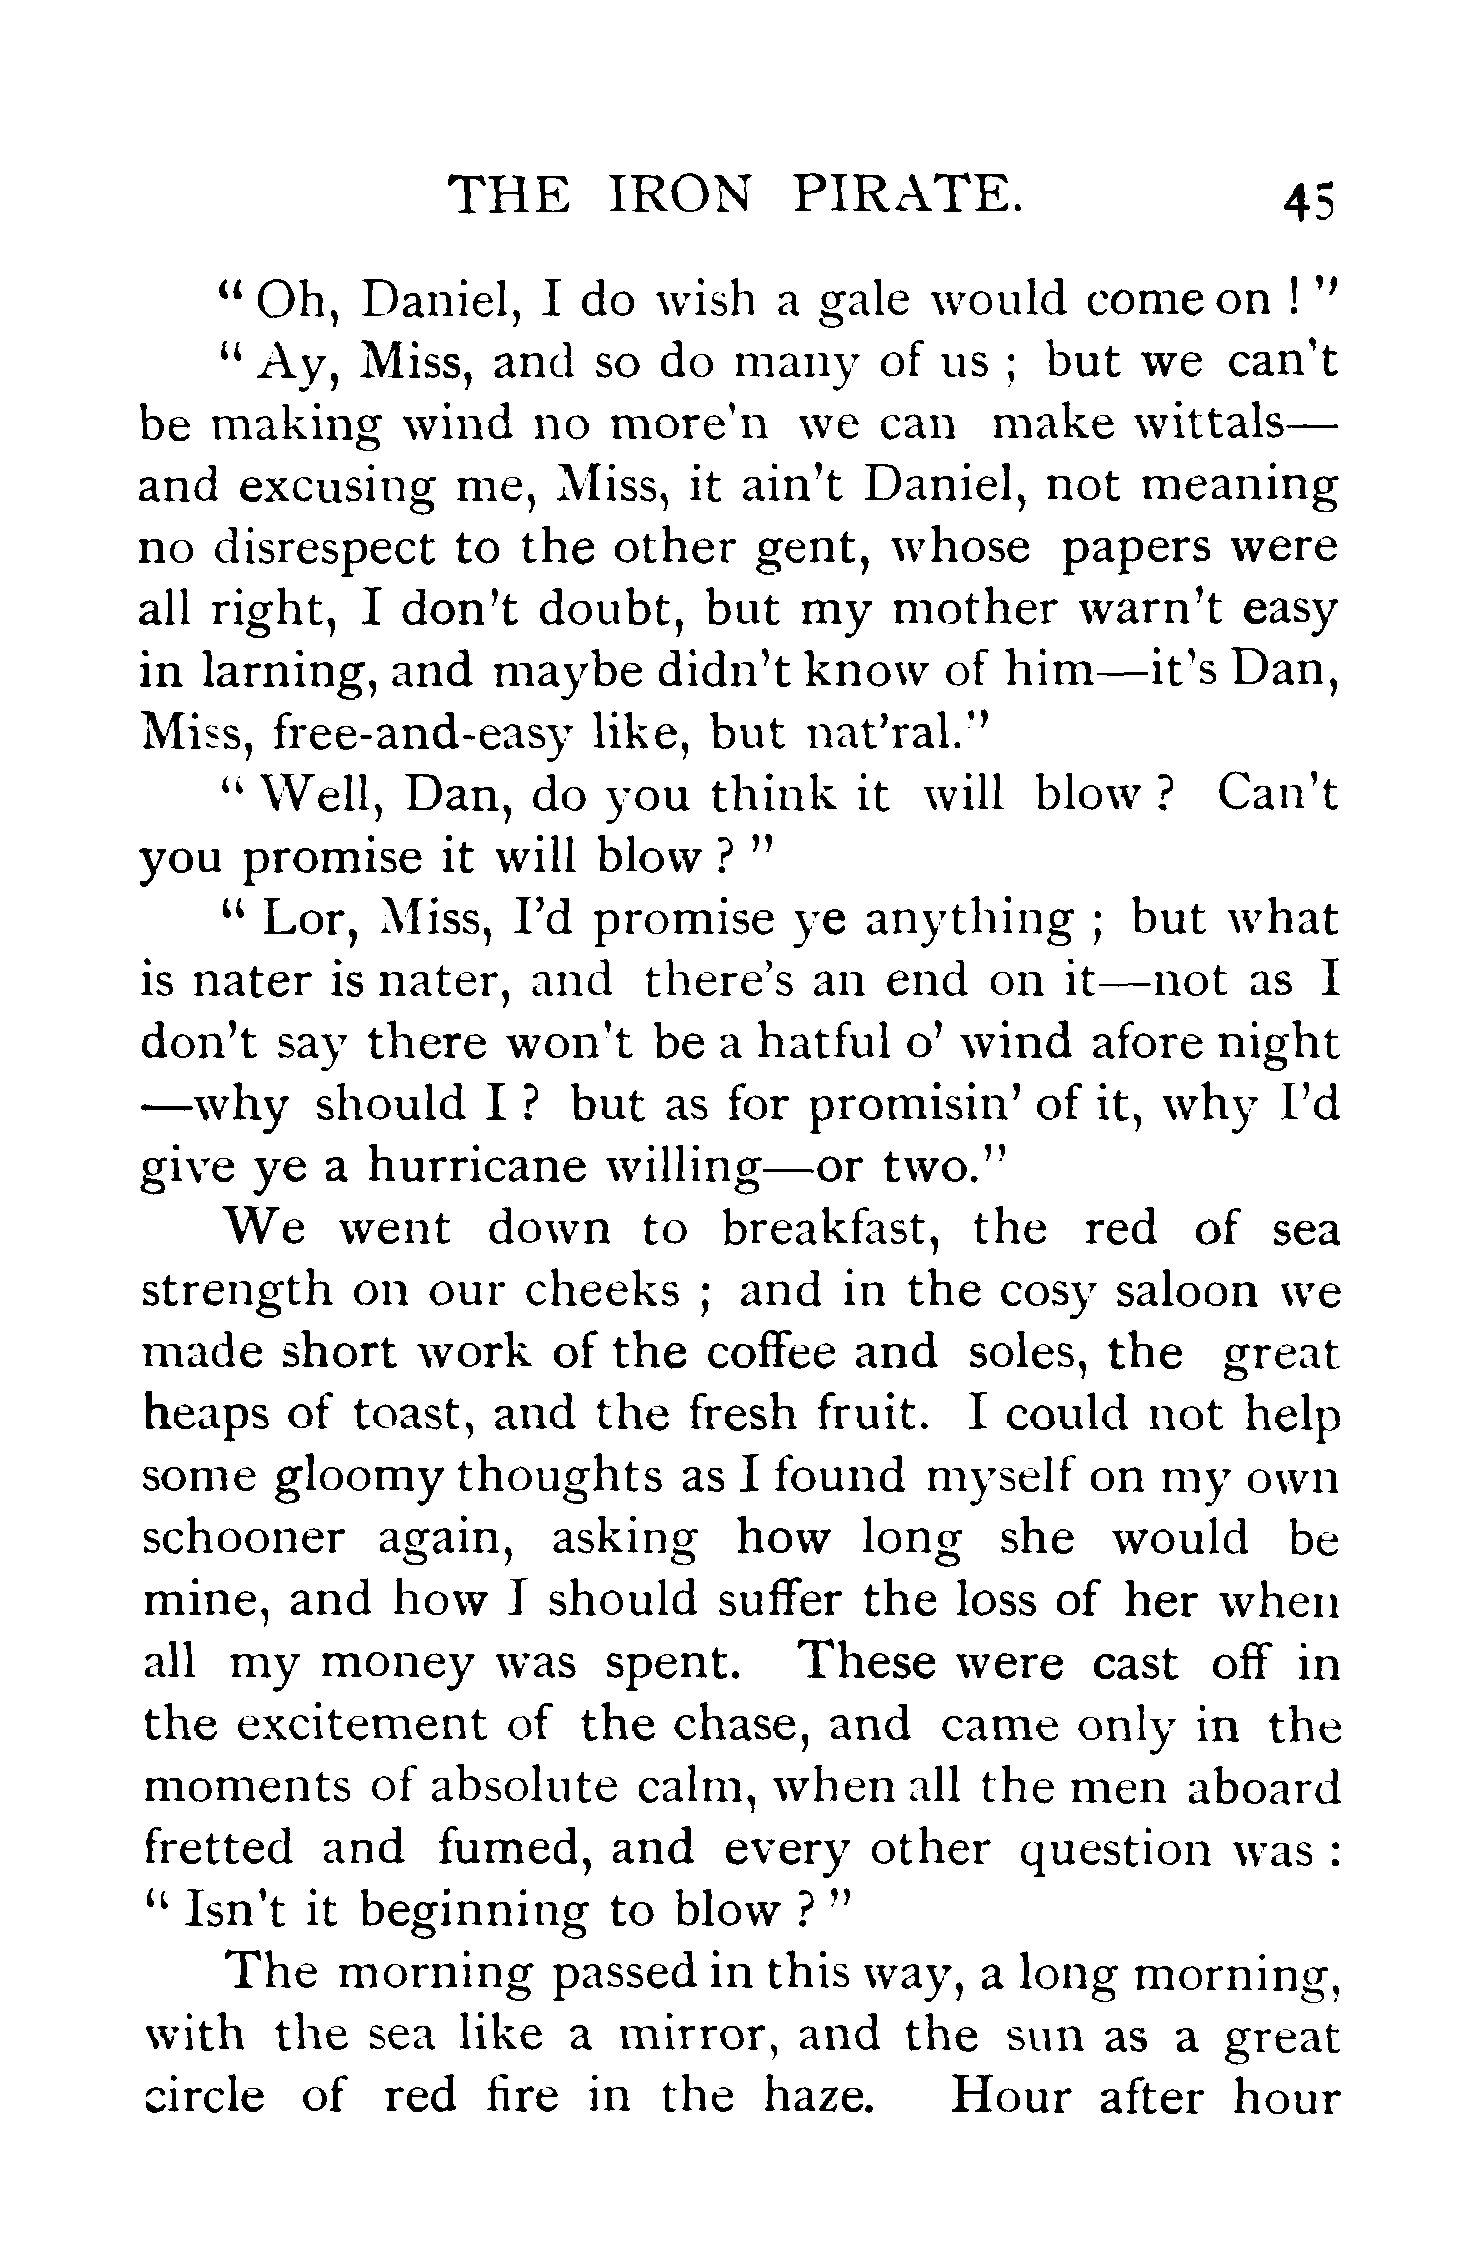 THE IRON PIRATE. 45
“ Oh, Daniel, I do wish a gale would come on ! ”
“ Ay, Miss, and so do many of us ; but we can’t
be making wind no more’n we can make wittals—
and excusing me, Miss, it ain’t Daniel, not meaning
no disrespect to the other gent, whose papers were
all right, I don’t doubt, but my mother warn’t easy
in larning, and maybe didn’t know of him—it’s Dan,
Miss, free-and-easy like, but nat’ral.”
“ Well, Dan, do you think it will blow ? Can’t
you promise it will blow ? ”
“ Lor, Miss, I’d promise ye anything ; but what
is nater is nater, and there’s an end on it—not as I
don’t say there won’t be a hatful o’ wind afore night
—why should I ? but as for promisin’ of it, why I’d
give ye a hurricane willing—or two.”
We went down to breakfast, the red of sea
strength on our cheeks ; and in the cosy saloon we
made short work of the coffee and soles, the great
heaps of toast, and the fresh fruit. I could not help
some gloomy thoughts as I found myself on my own
schooner again, asking how long she would be
mine, and how I should suffer the loss of her when
all my money was spent. These were cast off in
the excitement of the chase, and came only in the
moments of absolute calm, when all the men aboard
fretted and fumed, and every other question was :
“ Isn’t it beginning to blow ? ”
The morning passed in this way, a long morning,
with the sea like a mirror, and the sun as a great
circle of red fire in the haze. Hour after hour